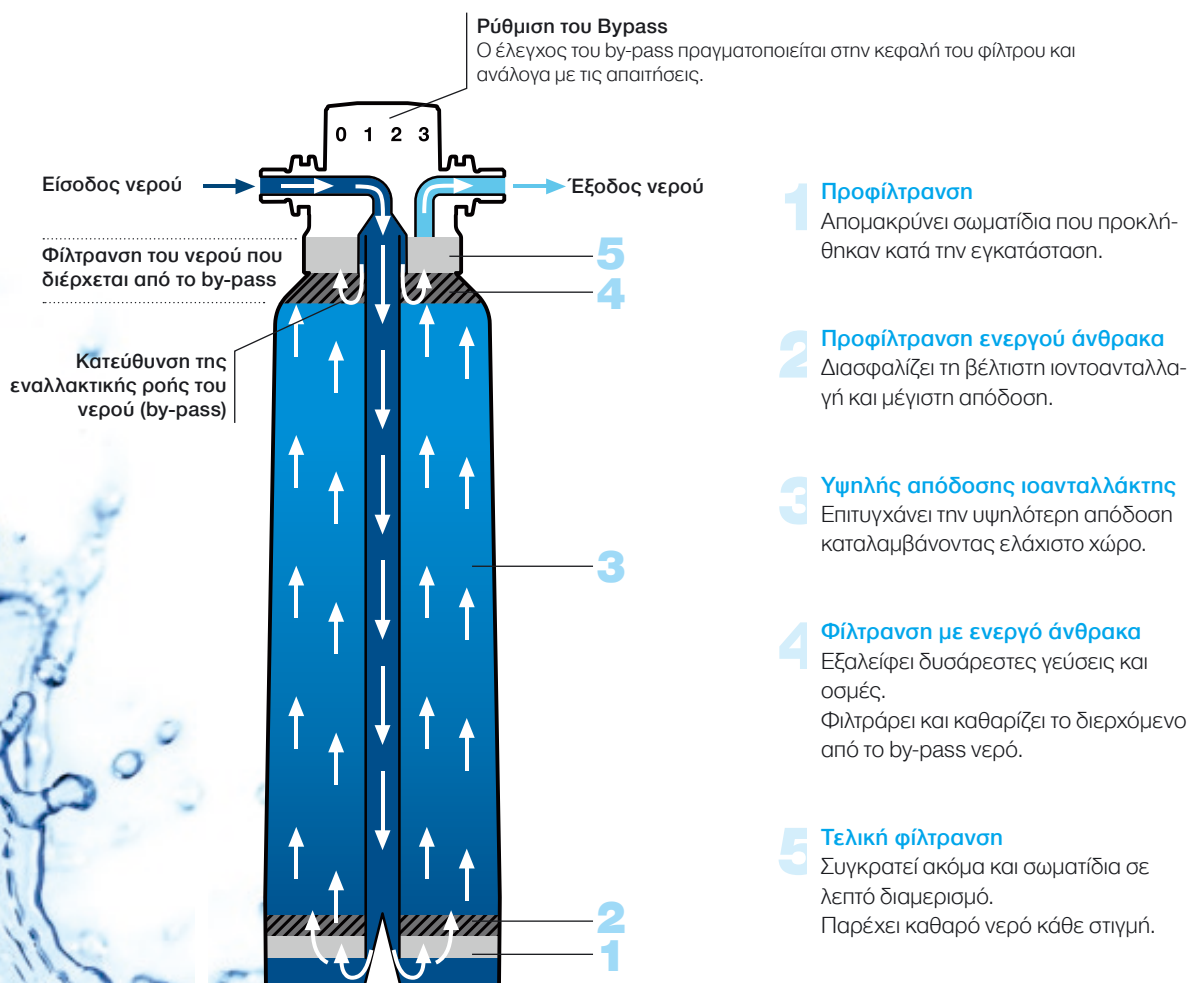 Ρύθμιση του Bypass
Ο έλεγχος του by-pass πραγματοποιείται στην κεφαλή του φίλτρου και
ανάλογα με τις απαιτήσεις.
0 1 2 3
Είσοδος νερού
Έξοδος νερού
Φίλτρανση του νερού που
διέρχεται από το by-pass
Κατεύθυνση της
εναλλακτικής ροής του
νερού (by-pass)
5
4
3
2
1
1 Προφίλτρανση
Απομακρύνει σωματίδια που προκλή-
θηκαν κατά την εγκατάσταση.
2 Προφίλτρανση ενεργού άνθρακα
Διασφαλίζει τη βέλτιστη ιοντοανταλλα-
γή και μέγιστη απόδοση.
3 Υψηλής απόδοσης ιοανταλλάκτης
Επιτυγχάνει την υψηλότερη απόδοση
καταλαμβάνοντας ελάχιστο χώρο.
4 Φίλτρανση με ενεργό άνθρακα
Εξαλείφει δυσάρεστες γεύσεις και
οσμές.
Φιλτράρει και καθαρίζει το διερχόμενο
από το by-pass νερό.
5 Τελική φίλτρανση
Συγκρατεί ακόμα και σωματίδια σε
λεπτό διαμερισμό.
Παρέχει καθαρό νερό κάθε στιγμή.